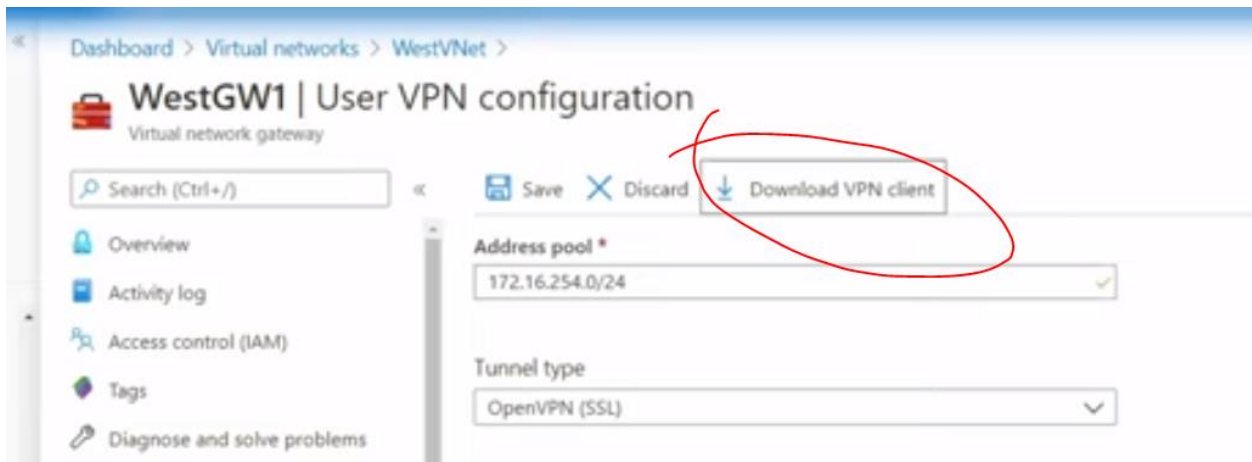 Dashboard > Virtual networks > WestVNet >
WestGW1 | User VPN configuration
Virtual network gateway
Search (Ctrl+/)
«
Save
Discard
Download VPN client
Overview
Activity log
Access control (IAM)
Tags
Diagnose and solve problems
Address pool *
172.16.254.0/24
Tunnel type
OpenVPN (SSL)